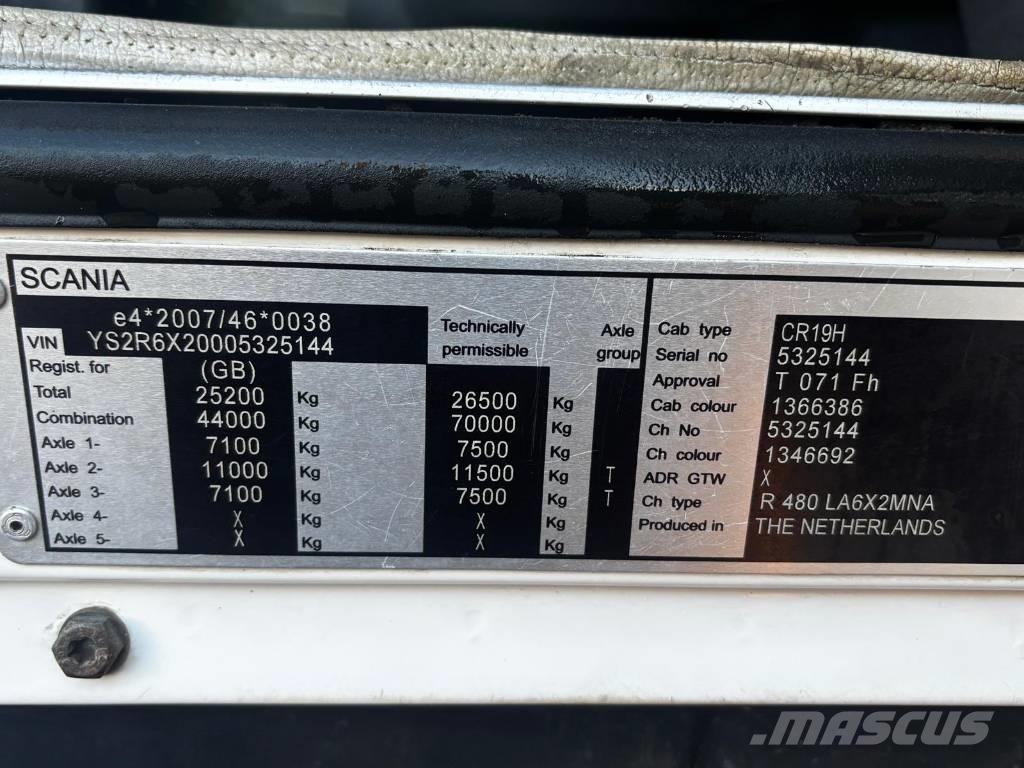 SCANIA
e4*2007/46*0038
VIN YS2R6X20005325144
Technically permissible
Axle group
Regist. for (GB)
Total 25200 Kg 26500 Kg
Combination 44000 Kg 70000 Kg
Axle 1- 7100 Kg 7500 Kg
Axle 2- 11000 Kg 11500 Kg T
Axle 3- 7100 Kg 7500 Kg T
Axle 4- X Kg X Kg
Axle 5- X Kg X Kg
Cab type CR19H
Serial no 5325144
Approval T 071 Fh
Cab colour 1366386
Ch No 5325144
Ch colour 1346692
ADR GTW X
Ch type R 480 LA6X2MNA
Produced in THE NETHERLANDS
MASCUS